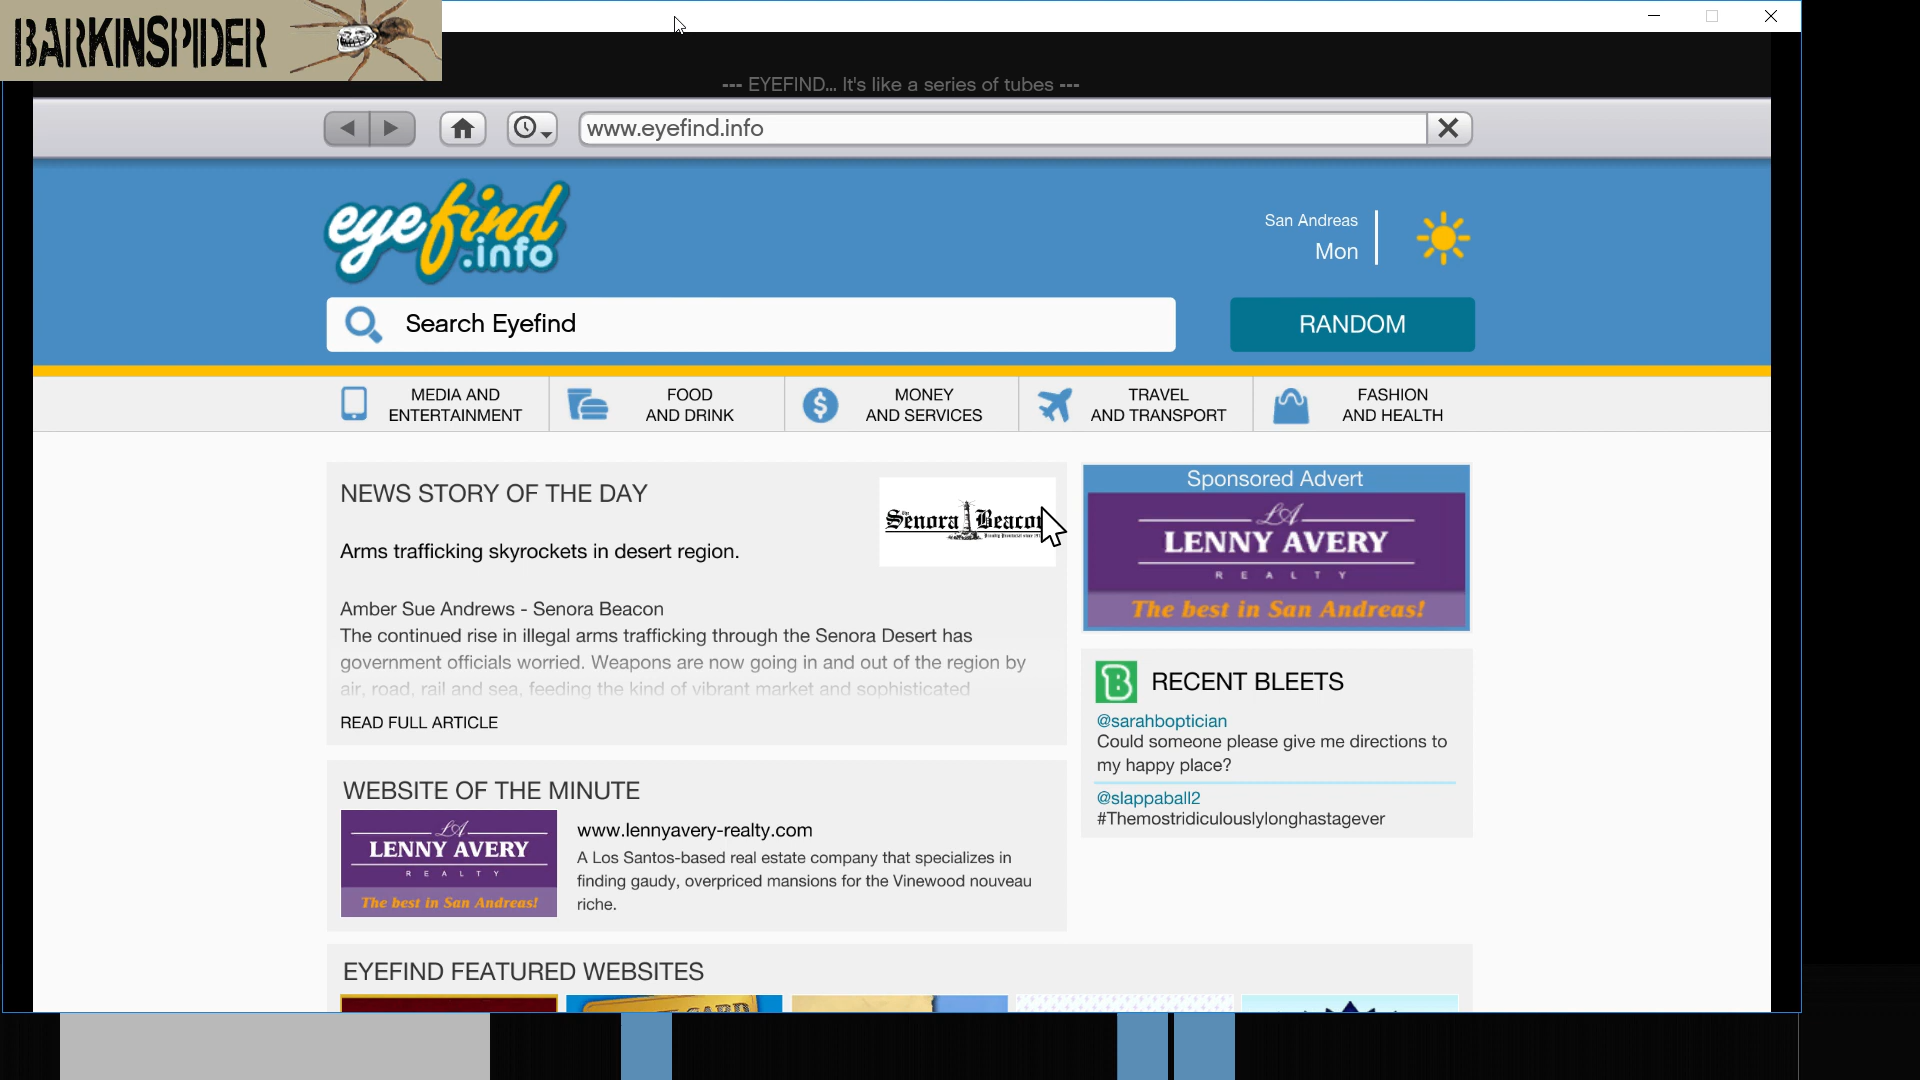 BARKINSPIDER
--- EYEFIND... It's like a series of tubes ---
www.eyefind.info
eyefind
.info
San Andreas
Mon
Search Eyefind
RANDOM
MEDIA AND
ENTERTAINMENT
FOOD
AND DRINK
MONEY
AND SERVICES
TRAVEL
AND TRANSPORT
FASHION
AND HEALTH
NEWS STORY OF THE DAY
The
Senora Beacon
Arms trafficking skyrockets in desert region.
Amber Sue Andrews - Senora Beacon
The continued rise in illegal arms trafficking through the Senora Desert has
government officials worried. Weapons are now going in and out of the region by
air, road, rail and sea, feeding the kind of vibrant market and sophisticated
READ FULL ARTICLE
Sponsored Advert
LA
LENNY AVERY
REALTY
The best in San Andreas!
RECENT BLEETS
@sarahboptician
Could someone please give me directions to
my happy place?
@slappaball2
#Themostridiculouslylonghastagever
WEBSITE OF THE MINUTE
LA
LENNY AVERY
REALTY
The best in San Andreas!
www.lennyavery-realty.com
A Los Santos-based real estate company that specializes in
finding gaudy, overpriced mansions for the Vinewood nouveau
riche.
EYEFIND FEATURED WEBSITES